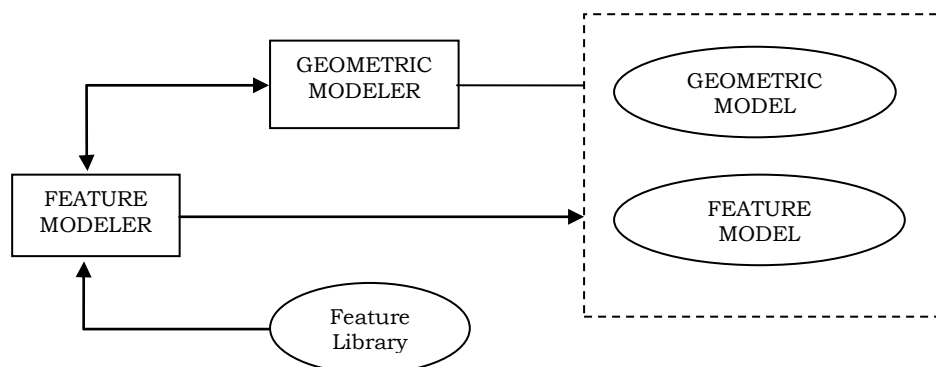 GEOMETRIC
MODELER
GEOMETRIC
MODEL
FEATURE
MODELER
FEATURE
MODEL
Feature
Library